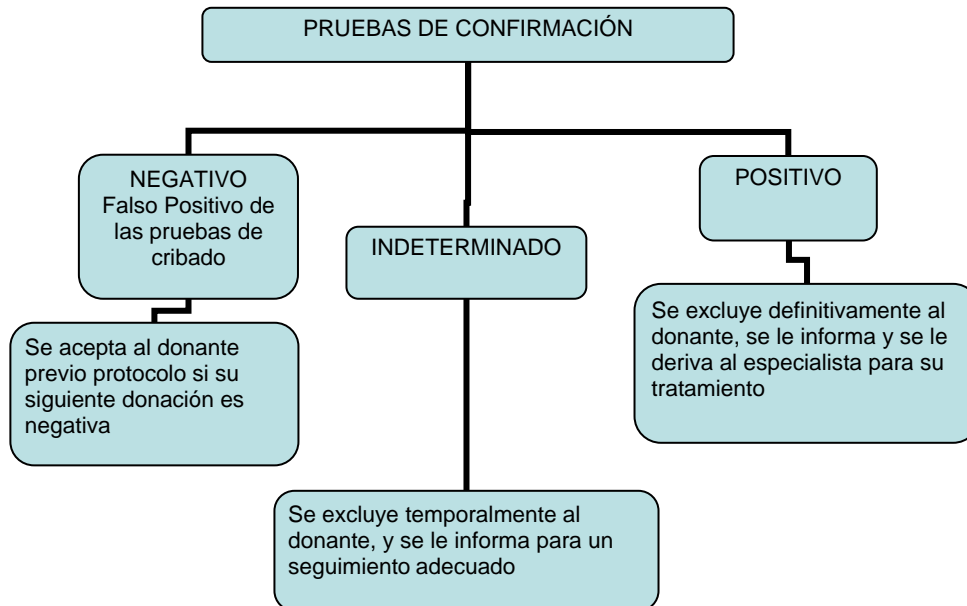 PRUEBAS DE CONFIRMACIÓN
NEGATIVO
Falso Positivo de
las pruebas de
cribado
INDETERMINADO
POSITIVO
Se acepta al donante
previo protocolo si su
siguiente donación es
negativa
Se excluye definitivamente al
donante, se le informa y se le
deriva al especialista para su
tratamiento
Se excluye temporalmente al
donante, y se le informa para un
seguimiento adecuado